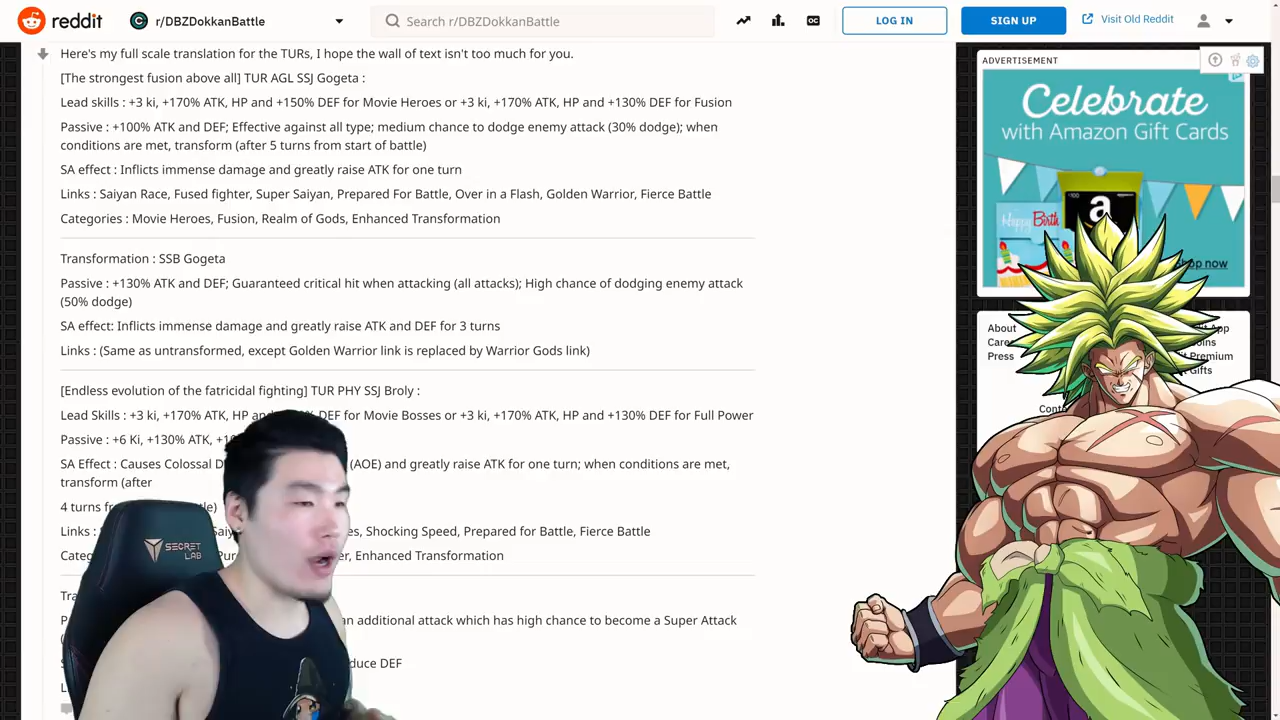 reddit
r/DBZDokkanBattle
Search r/DBZDokkanBattle
LOG IN
SIGN UP
Visit Old Reddit
Here's my full scale translation for the TURs, I hope the wall of text isn't too much for you.
[The strongest fusion above all] TUR AGL SSJ Gogeta :
Lead skills : +3 ki, +170% ATK, HP and +150% DEF for Movie Heroes or +3 ki, +170% ATK, HP and +130% DEF for Fusion
Passive : +100% ATK and DEF; Effective against all type; medium chance to dodge enemy attack (30% dodge); when
conditions are met, transform (after 5 turns from start of battle)
SA effect : Inflicts immense damage and greatly raise ATK for one turn
Links : Saiyan Race, Fused fighter, Super Saiyan, Prepared For Battle, Over in a Flash, Golden Warrior, Fierce Battle
Categories : Movie Heroes, Fusion, Realm of Gods, Enhanced Transformation
Transformation : SSB Gogeta
Passive : +130% ATK and DEF; Guaranteed critical hit when attacking (all attacks); High chance of dodging enemy attack
(50% dodge)
SA effect: Inflicts immense damage and greatly raise ATK and DEF for 3 turns
Links : (Same as untransformed, except Golden Warrior link is replaced by Warrior Gods link)
[Endless evolution of the fatricidal fighting] TUR PHY SSJ Broly :
Lead Skills : +3 ki, +170% ATK, HP DEF for Movie Bosses or +3 ki, +170% ATK, HP and +130% DEF for Full Power
Passive : +6 Ki, +130% ATK,
SA Effect : Causes Colossal (AOE) and greatly raise ATK for one turn; when conditions are met,
transform (after
4 turns
Links : Shocking Speed, Prepared for Battle, Fierce Battle
Enhanced Transformation
an additional attack which has high chance to become a Super Attack
DEF
SECRET
LAB
ADVERTISEMENT
Celebrate
with Amazon Gift Cards
a
Happy Birth
Shop now
About
Press
App
Premium
Gifts